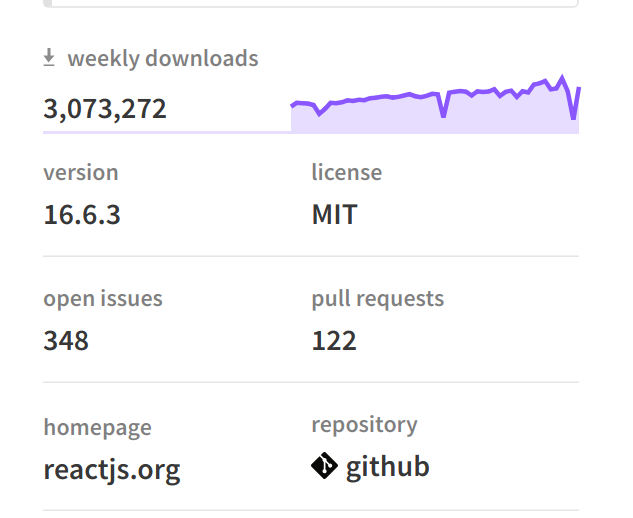 weekly downloads
3,073,272
version
license
16.6.3
MIT
open issues
pull requests
348
122
homepage
repository
reactjs.org
github